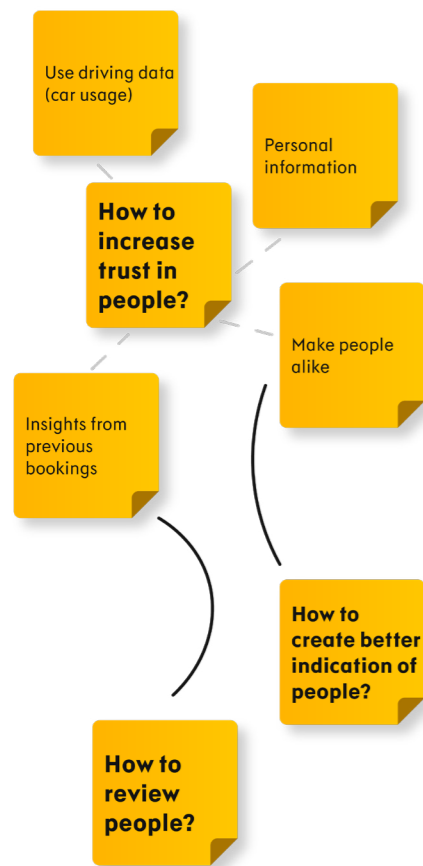 Use driving data
(car usage)
Personal
information
How to
increase
trust in
people?
Make people
alike
Insights from
previous
bookings
How to
create better
indication of
people?
How to
review
people?